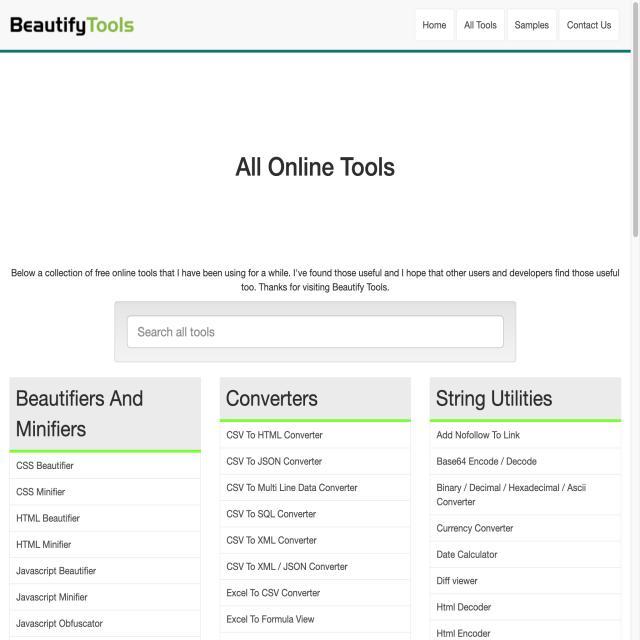 BeautifyTools
Home
All Tools
Samples
Contact Us
All Online Tools
Below a collection of free online tools that I have been using for a while. I've found those useful and I hope that other users and developers find those useful
too. Thanks for visiting Beautify Tools.
Search all tools
Beautifiers And
Minifiers
CSS Beautifier
CSS Minifier
HTML Beautifier
HTML Minifier
Javascript Beautifier
Javascript Minifier
Javascript Obfuscator
Converters
CSV To HTML Converter
CSV To JSON Converter
CSV To Multi Line Data Converter
CSV To SQL Converter
CSV To XML Converter
CSV To XML / JSON Converter
Excel To CSV Converter
Excel To Formula View
String Utilities
Add Nofollow To Link
Base64 Encode / Decode
Binary / Decimal / Hexadecimal / Ascii
Converter
Currency Converter
Date Calculator
Diff viewer
Html Decoder
Html Encoder